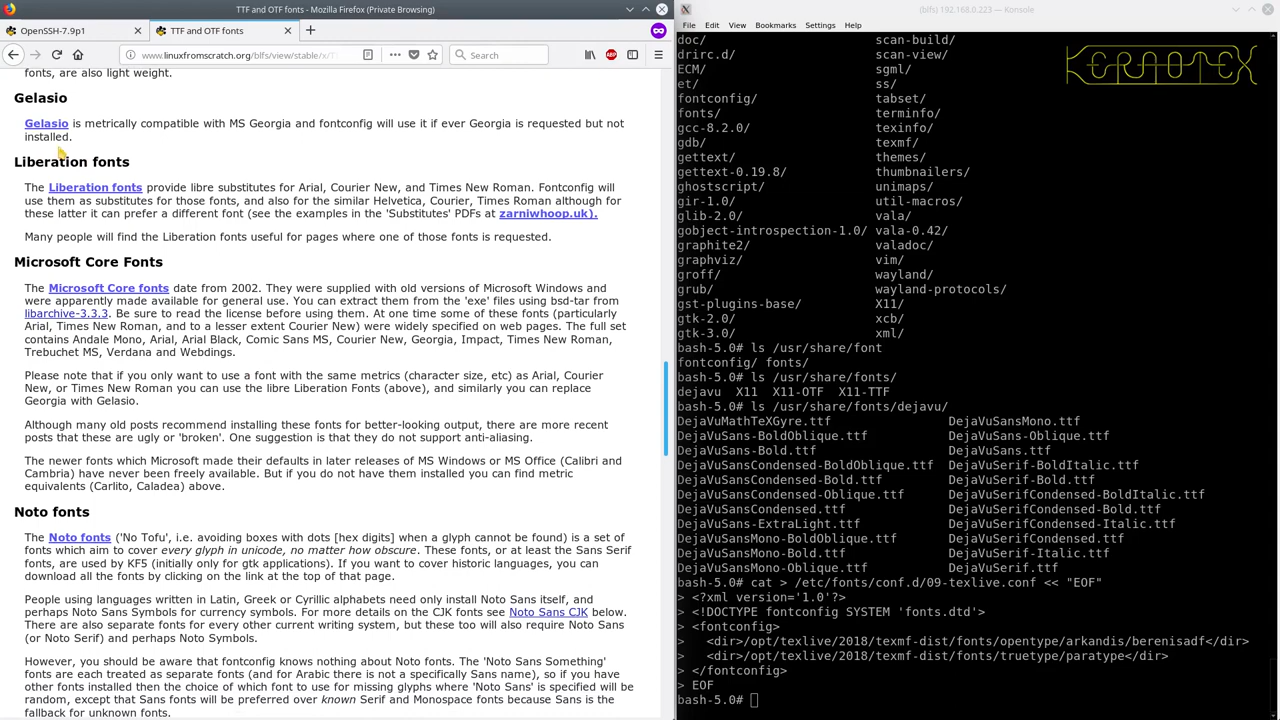 TTF and OTF fonts - Mozilla Firefox (Private Browsing)
OpenSSH-7.9p1
TTF and OTF fonts
www.linuxfromscratch.org/blfs/view/stable/x/T
Search
fonts, are also light weight.
Gelasio
Gelasio is metrically compatible with MS Georgia and fontconfig will use it if ever Georgia is requested but not
installed.
Liberation fonts
The Liberation fonts provide libre substitutes for Arial, Courier New, and Times New Roman. Fontconfig will
use them as substitutes for those fonts, and also for the similar Helvetica, Courier, Times Roman although for
these latter it can prefer a different font (see the examples in the 'Substitutes' PDFs at zarniwhoop.uk).
Many people will find the Liberation fonts useful for pages where one of those fonts is requested.
Microsoft Core Fonts
The Microsoft Core fonts date from 2002. They were supplied with old versions of Microsoft Windows and
were apparently made available for general use. You can extract them from the 'exe' files using bsd-tar from
libarchive-3.3.3. Be sure to read the license before using them. At one time some of these fonts (particularly
Arial, Times New Roman, and to a lesser extent Courier New) were widely specified on web pages. The full set
contains Andale Mono, Arial, Arial Black, Comic Sans MS, Courier New, Georgia, Impact, Times New Roman,
Trebuchet MS, Verdana and Webdings.
Please note that if you only want to use a font with the same metrics (character size, etc) as Arial, Courier
New, or Times New Roman you can use the libre Liberation Fonts (above), and similarly you can replace
Georgia with Gelasio.
Although many old posts recommend installing these fonts for better-looking output, there are more recent
posts that these are ugly or 'broken'. One suggestion is that they do not support anti-aliasing.
The newer fonts which Microsoft made their defaults in later releases of MS Windows or MS Office (Calibri and
Cambria) have never been freely available. But if you do not have them installed you can find metric
equivalents (Carlito, Caladea) above.
Noto fonts
The Noto fonts ('No Tofu', i.e. avoiding boxes with dots [hex digits] when a glyph cannot be found) is a set of
fonts which aim to cover every glyph in unicode, no matter how obscure. These fonts, or at least the Sans Serif
fonts, are used by KF5 (initially only for gtk applications). If you want to cover historic languages, you can
download all the fonts by clicking on the link at the top of that page.
People using languages written in Latin, Greek or Cyrillic alphabets need only install Noto Sans itself, and
perhaps Noto Sans Symbols for currency symbols. For more details on the CJK fonts see Noto Sans CJK below.
There are also separate fonts for every other current writing system, but these too will also require Noto Sans
(or Noto Serif) and perhaps Noto Symbols.
However, you should be aware that fontconfig knows nothing about Noto fonts. The 'Noto Sans Something'
fonts are each treated as separate fonts (and for Arabic there is not a specifically Sans name), so if you have
other fonts installed then the choice of which font to use for missing glyphs where 'Noto Sans' is specified will be
random, except that Sans fonts will be preferred over known Serif and Monospace fonts because Sans is the
fallback for unknown fonts.
(blfs) 192.168.0.223 — Konsole
File Edit View Bookmarks Settings Help
KERAOTEX
doc/ scan-build/
drirc.d/ scan-view/
ECM/ sgml/
et/ ss/
fontconfig/ tabset/
fonts/ terminfo/
gcc-8.2.0/ texinfo/
gdb/ texmf/
gettext/ themes/
gettext-0.19.8/ thumbnailers/
ghostscript/ unimaps/
gir-1.0/ util-macros/
glib-2.0/ vala/
gobject-introspection-1.0/ vala-0.42/
graphite2/ valadoc/
graphviz/ vim/
groff/ wayland/
grub/ wayland-protocols/
gst-plugins-base/ X11/
gtk-2.0/ xcb/
gtk-3.0/ xml/
bash-5.0# ls /usr/share/font
fontconfig/ fonts/
bash-5.0# ls /usr/share/fonts/
dejavu X11 X11-OTF X11-TTF
bash-5.0# ls /usr/share/fonts/dejavu/
DejaVuMathTeXGyre.ttf DejaVuSansMono.ttf
DejaVuSans-BoldOblique.ttf DejaVuSans-Oblique.ttf
DejaVuSans-Bold.ttf DejaVuSans.ttf
DejaVuSansCondensed-BoldOblique.ttf DejaVuSerif-BoldItalic.ttf
DejaVuSansCondensed-Bold.ttf DejaVuSerif-Bold.ttf
DejaVuSansCondensed-Oblique.ttf DejaVuSerifCondensed-BoldItalic.ttf
DejaVuSansCondensed.ttf DejaVuSerifCondensed-Bold.ttf
DejaVuSans-ExtraLight.ttf DejaVuSerifCondensed-Italic.ttf
DejaVuSansMono-BoldOblique.ttf DejaVuSerifCondensed.ttf
DejaVuSansMono-Bold.ttf DejaVuSerif-Italic.ttf
DejaVuSansMono-Oblique.ttf DejaVuSerif.ttf
bash-5.0# cat > /etc/fonts/conf.d/09-texlive.conf << "EOF"
> <?xml version='1.0'?>
> <!DOCTYPE fontconfig SYSTEM 'fonts.dtd'>
> <fontconfig>
> <dir>/opt/texlive/2018/texmf-dist/fonts/opentype/arkandis/berenisadf</dir>
> <dir>/opt/texlive/2018/texmf-dist/fonts/truetype/paratype</dir>
> </fontconfig>
> EOF
bash-5.0#